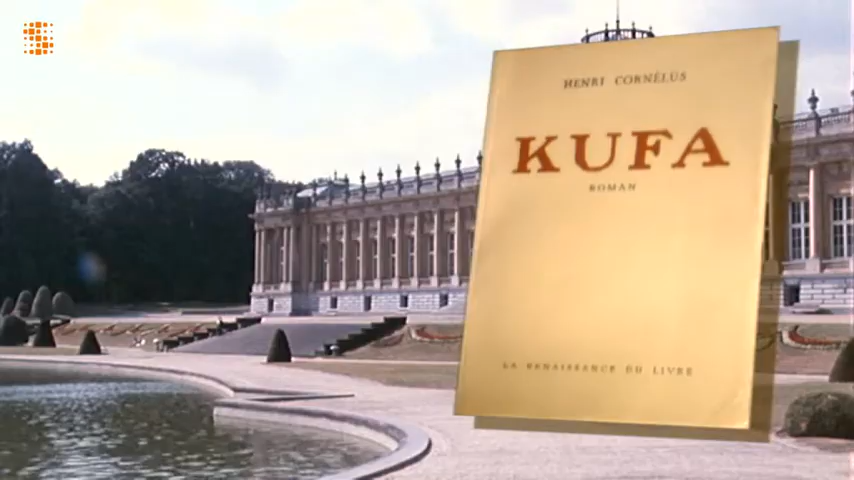 HENRI CORNÉLUS
KUFA
ROMAN
LA RENAISSANCE DU LIVRE